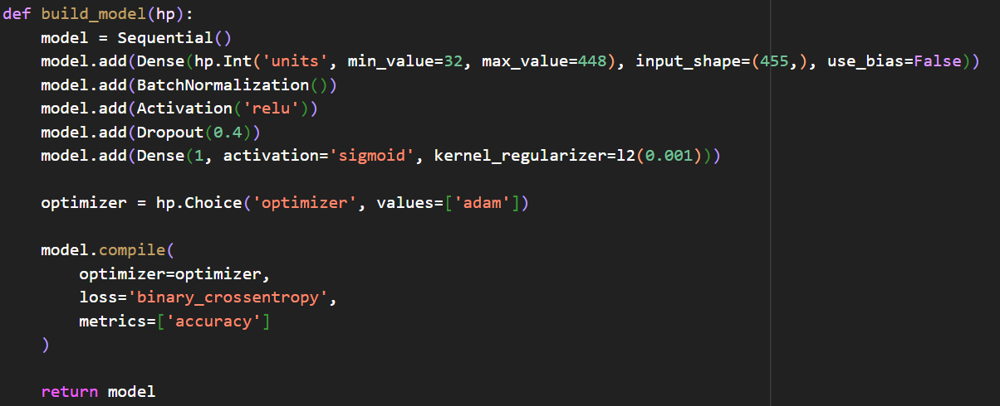 def build_model(hp):
    model = Sequential()
    model.add(Dense(hp.Int('units', min_value=32, max_value=448), input_shape=(455,), use_bias=False))
    model.add(BatchNormalization())
    model.add(Activation('relu'))
    model.add(Dropout(0.4))
    model.add(Dense(1, activation='sigmoid', kernel_regularizer=l2(0.001)))

    optimizer = hp.Choice('optimizer', values=['adam'])

    model.compile(
        optimizer=optimizer,
        loss='binary_crossentropy',
        metrics=['accuracy']
    )

    return model